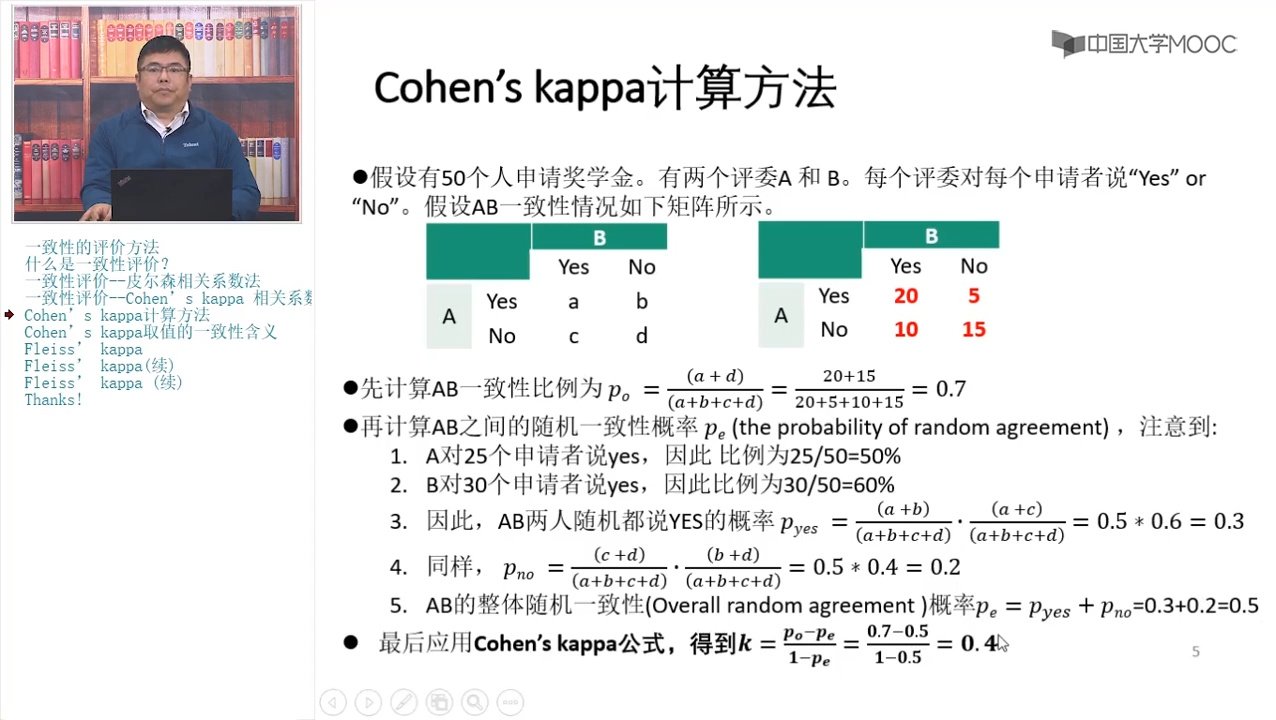 中国大学MOOC
Cohen's kappa计算方法
●假设有50个人申请奖学金。有两个评委A 和 B。每个评委对每个申请者说“Yes” or
“No”。假设AB一致性情况如下矩阵所示。
B
Yes No
A Yes a b
No c d
B
Yes No
A Yes 20 5
No 10 15
●先计算AB一致性比例为 p_o = (a + d)/(a+b+c+d) = 20+15/20+5+10+15 = 0.7
●再计算AB之间的随机一致性概率 p_e (the probability of random agreement) ，注意到:
1. A对25个申请者说yes，因此 比例为25/50=50%
2. B对30个申请者说yes，因此比例为30/50=60%
3. 因此，AB两人随机都说YES的概率 p_yes = (a +b)/(a+b+c+d) · (a +c)/(a+b+c+d) = 0.5 ∗ 0.6 = 0.3
4. 同样， p_no = (c +d)/(a+b+c+d) · (b +d)/(a+b+c+d) = 0.5 ∗ 0.4 = 0.2
5. AB的整体随机一致性(Overall random agreement )概率p_e = p_yes + p_no=0.3+0.2=0.5
● 最后应用Cohen's kappa公式，得到k = p_o−p_e/1−p_e = 0.7−0.5/1−0.5 = 0.4
5
一致性的评价方法
什么是一致性评价？
一致性评价--皮尔森相关系数法
一致性评价--Cohen’s kappa 相关系数
Cohen’s kappa计算方法
Cohen’s kappa取值的一致性含义
Fleiss’ kappa
Fleiss’ kappa(续)
Fleiss’ kappa (续)
Thanks!